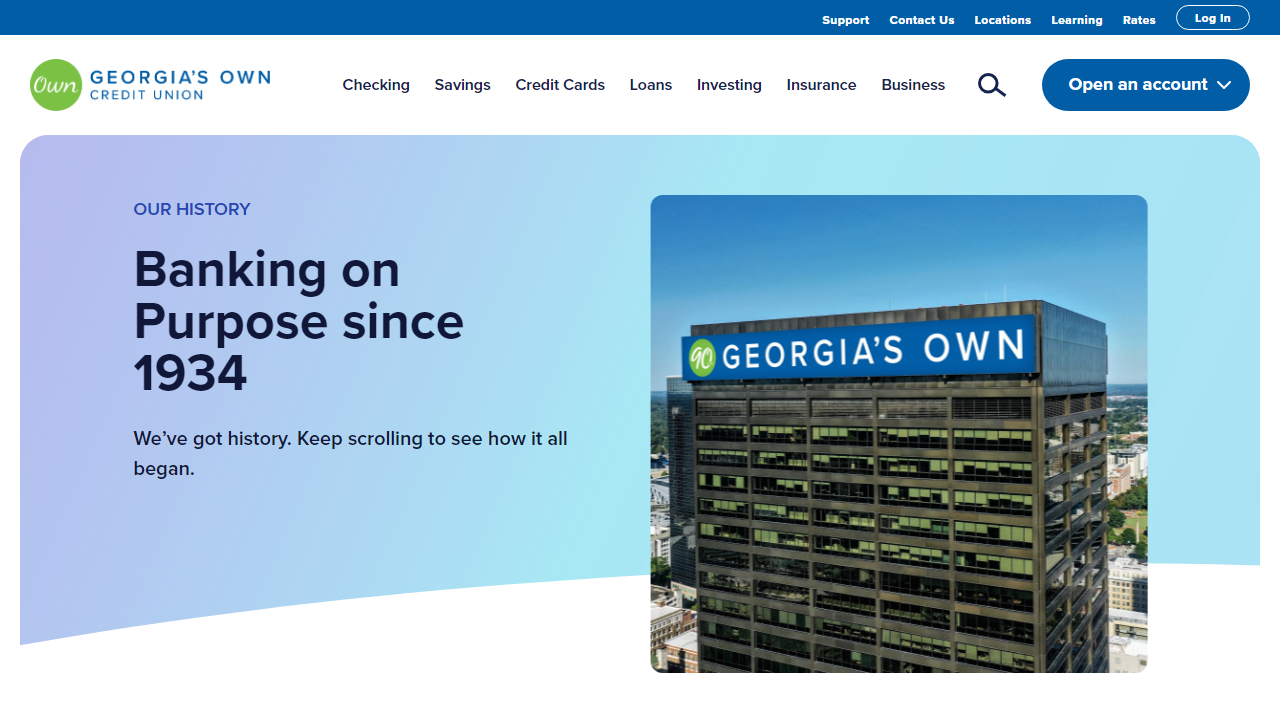 Support Contact Us Locations Learning Rates Log In
Own GEORGIA'S OWN
CREDIT UNION
Checking Savings Credit Cards Loans Investing Insurance Business Open an account
OUR HISTORY
Banking on
Purpose since
1934
We’ve got history. Keep scrolling to see how it all
began.
90 GEORGIA'S OWN